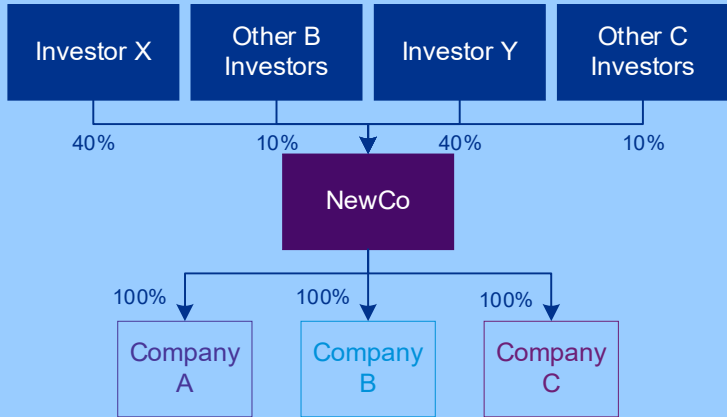 Investor X
Other B
Investors
Investor Y
Other C
Investors
40%
10%
40%
10%
NewCo
100%
100%
100%
Company
A
Company
B
Company
C